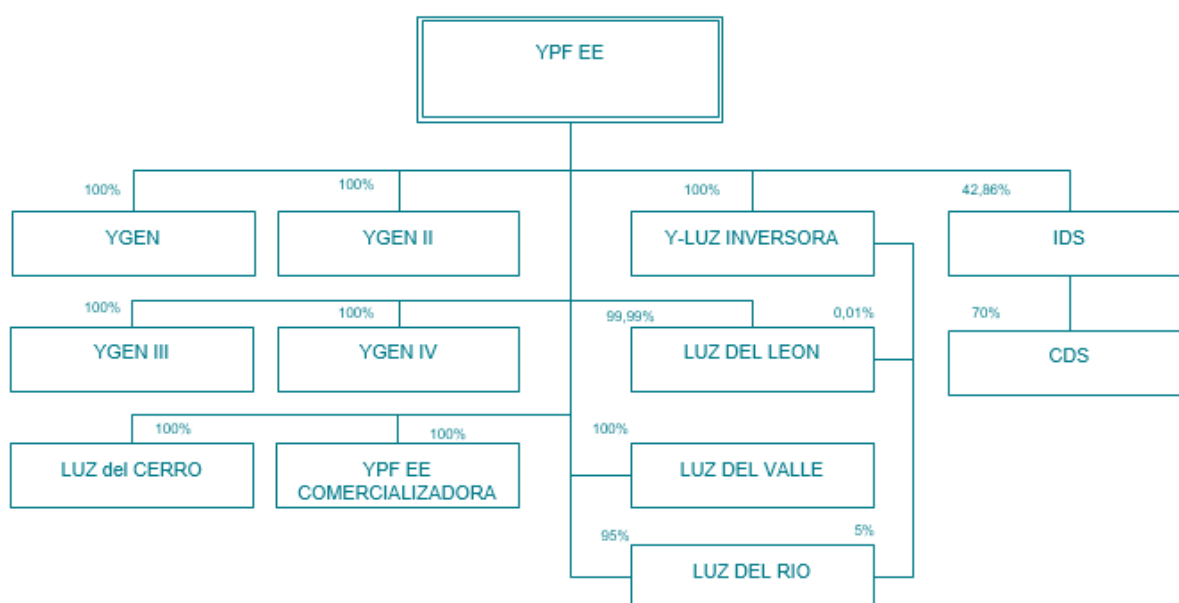 YPF EE
100%
100%
100%
42,86%
YGEN
YGEN II
Y-LUZ INVERSORA
IDS
100%
100%
99,99%
0,01%
70%
YGEN III
YGEN IV
LUZ DEL LEON
CDS
100%
100%
100%
LUZ del CERRO
YPF EE
COMERCIALIZADORA
LUZ DEL VALLE
95%
5%
LUZ DEL RIO